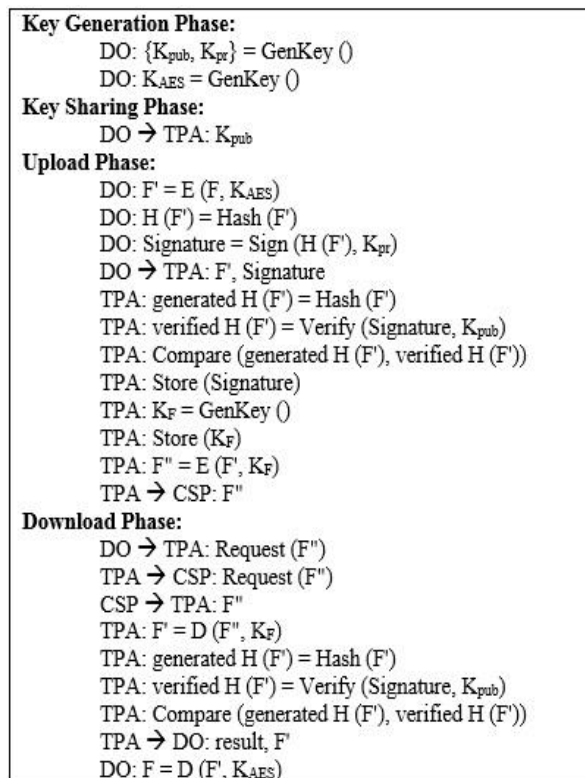 Key Generation Phase:
DO: {Kpub, Kpr} = GenKey ()
DO: KAES = GenKey ()
Key Sharing Phase:
DO → TPA: Kpub
Upload Phase:
DO: F' = E (F, KAES)
DO: H (F') = Hash (F')
DO: Signature = Sign (H (F'), Kpr)
DO → TPA: F', Signature
TPA: generated H (F') = Hash (F')
TPA: verified H (F') = Verify (Signature, Kpub)
TPA: Compare (generated H (F'), verified H (F'))
TPA: Store (Signature)
TPA: KF = GenKey ()
TPA: Store (KF)
TPA: F" = E (F', KF)
TPA → CSP: F"
Download Phase:
DO → TPA: Request (F")
TPA → CSP: Request (F")
CSP → TPA: F"
TPA: F' = D (F", KF)
TPA: generated H (F') = Hash (F')
TPA: verified H (F') = Verify (Signature, Kpub)
TPA: Compare (generated H (F'), verified H (F'))
TPA → DO: result, F'
DO: F = D (F', KAES)